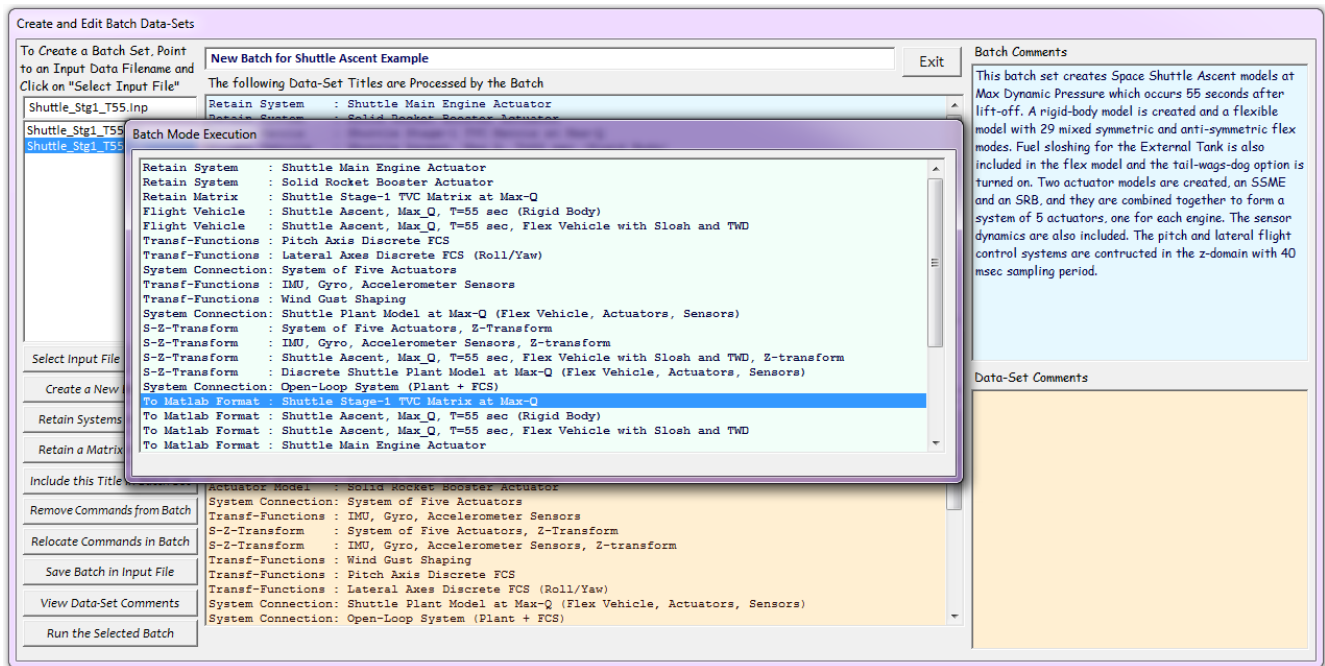 Create and Edit Batch Data-Sets
To Create a Batch Set, Point
to an Input Data Filename and
Click on "Select Input File"
Shuttle_Stg1_T55.Inp
Shuttle_Stg1_T55
Shuttle_Stg1_T55
New Batch for Shuttle Ascent Example
Exit
The following Data-Set Titles are Processed by the Batch
Retain System : Shuttle Main Engine Actuator
Retain System : Solid Rocket Booster Actuator
Batch Mode Execution
Retain System : Shuttle Main Engine Actuator
Retain System : Solid Rocket Booster Actuator
Retain Matrix : Shuttle Stage-1 TVC Matrix at Max-Q
Flight Vehicle : Shuttle Ascent, Max_Q, T=55 sec (Rigid Body)
Flight Vehicle : Shuttle Ascent, Max_Q, T=55 sec, Flex Vehicle with Slosh and TWD
Transf-Functions : Pitch Axis Discrete FCS
Transf-Functions : Lateral Axes Discrete FCS (Roll/Yaw)
System Connection: System of Five Actuators
Transf-Functions : IMU, Gyro, Accelerometer Sensors
Transf-Functions : Wind Gust Shaping
System Connection: Shuttle Plant Model at Max-Q (Flex Vehicle, Actuators, Sensors)
S-Z-Transform : System of Five Actuators, Z-Transform
S-Z-Transform : IMU, Gyro, Accelerometer Sensors, Z-transform
S-Z-Transform : Shuttle Ascent, Max_Q, T=55 sec, Flex Vehicle with Slosh and TWD, Z-transform
S-Z-Transform : Discrete Shuttle Plant Model at Max-Q (Flex Vehicle, Actuators, Sensors)
System Connection: Open-Loop System (Plant + FCS)
To Matlab Format : Shuttle Stage-1 TVC Matrix at Max-Q
To Matlab Format : Shuttle Ascent, Max_Q, T=55 sec (Rigid Body)
To Matlab Format : Shuttle Ascent, Max_Q, T=55 sec, Flex Vehicle with Slosh and TWD
To Matlab Format : Shuttle Main Engine Actuator
Select Input File
Create a New
Retain Systems
Retain a Matrix
Include this Title
Remove Commands from Batch
Relocate Commands in Batch
Save Batch in Input File
View Data-Set Comments
Run the Selected Batch
Actuator Model : Solid Rocket Booster Actuator
System Connection: System of Five Actuators
Transf-Functions : IMU, Gyro, Accelerometer Sensors
S-Z-Transform : System of Five Actuators, Z-Transform
S-Z-Transform : IMU, Gyro, Accelerometer Sensors, Z-transform
Transf-Functions : Wind Gust Shaping
Transf-Functions : Pitch Axis Discrete FCS
Transf-Functions : Lateral Axes Discrete FCS (Roll/Yaw)
System Connection: Shuttle Plant Model at Max-Q (Flex Vehicle, Actuators, Sensors)
System Connection: Open-Loop System (Plant + FCS)
Batch Comments
This batch set creates Space Shuttle Ascent models at
Max Dynamic Pressure which occurs 55 seconds after
lift-off. A rigid-body model is created and a flexible
model with 29 mixed symmetric and anti-symmetric flex
modes. Fuel sloshing for the External Tank is also
included in the flex model and the tail-wags-dog option is
turned on. Two actuator models are created, an SSME
and an SRB, and they are combined together to form a
system of 5 actuators, one for each engine. The sensor
dynamics are also included. The pitch and lateral flight
control systems are contructed in the z-domain with 40
msec sampling period.
Data-Set Comments